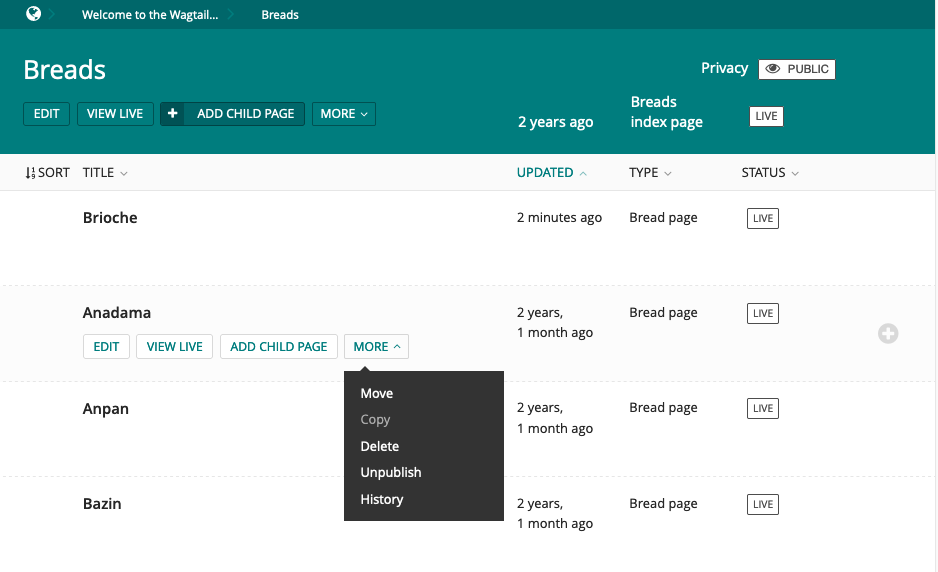 Welcome to the Wagtail... Breads
Breads
Privacy PUBLIC
EDIT VIEW LIVE ADD CHILD PAGE MORE
2 years ago
Breads
index page
LIVE
SORT TITLE UPDATED TYPE STATUS
Brioche 2 minutes ago Bread page LIVE
Anadama 2 years,
1 month ago
Bread page LIVE
EDIT VIEW LIVE ADD CHILD PAGE MORE
Move
Copy
Delete
Unpublish
History
Anpan 2 years,
1 month ago
Bread page LIVE
Bazin 2 years,
1 month ago
Bread page LIVE